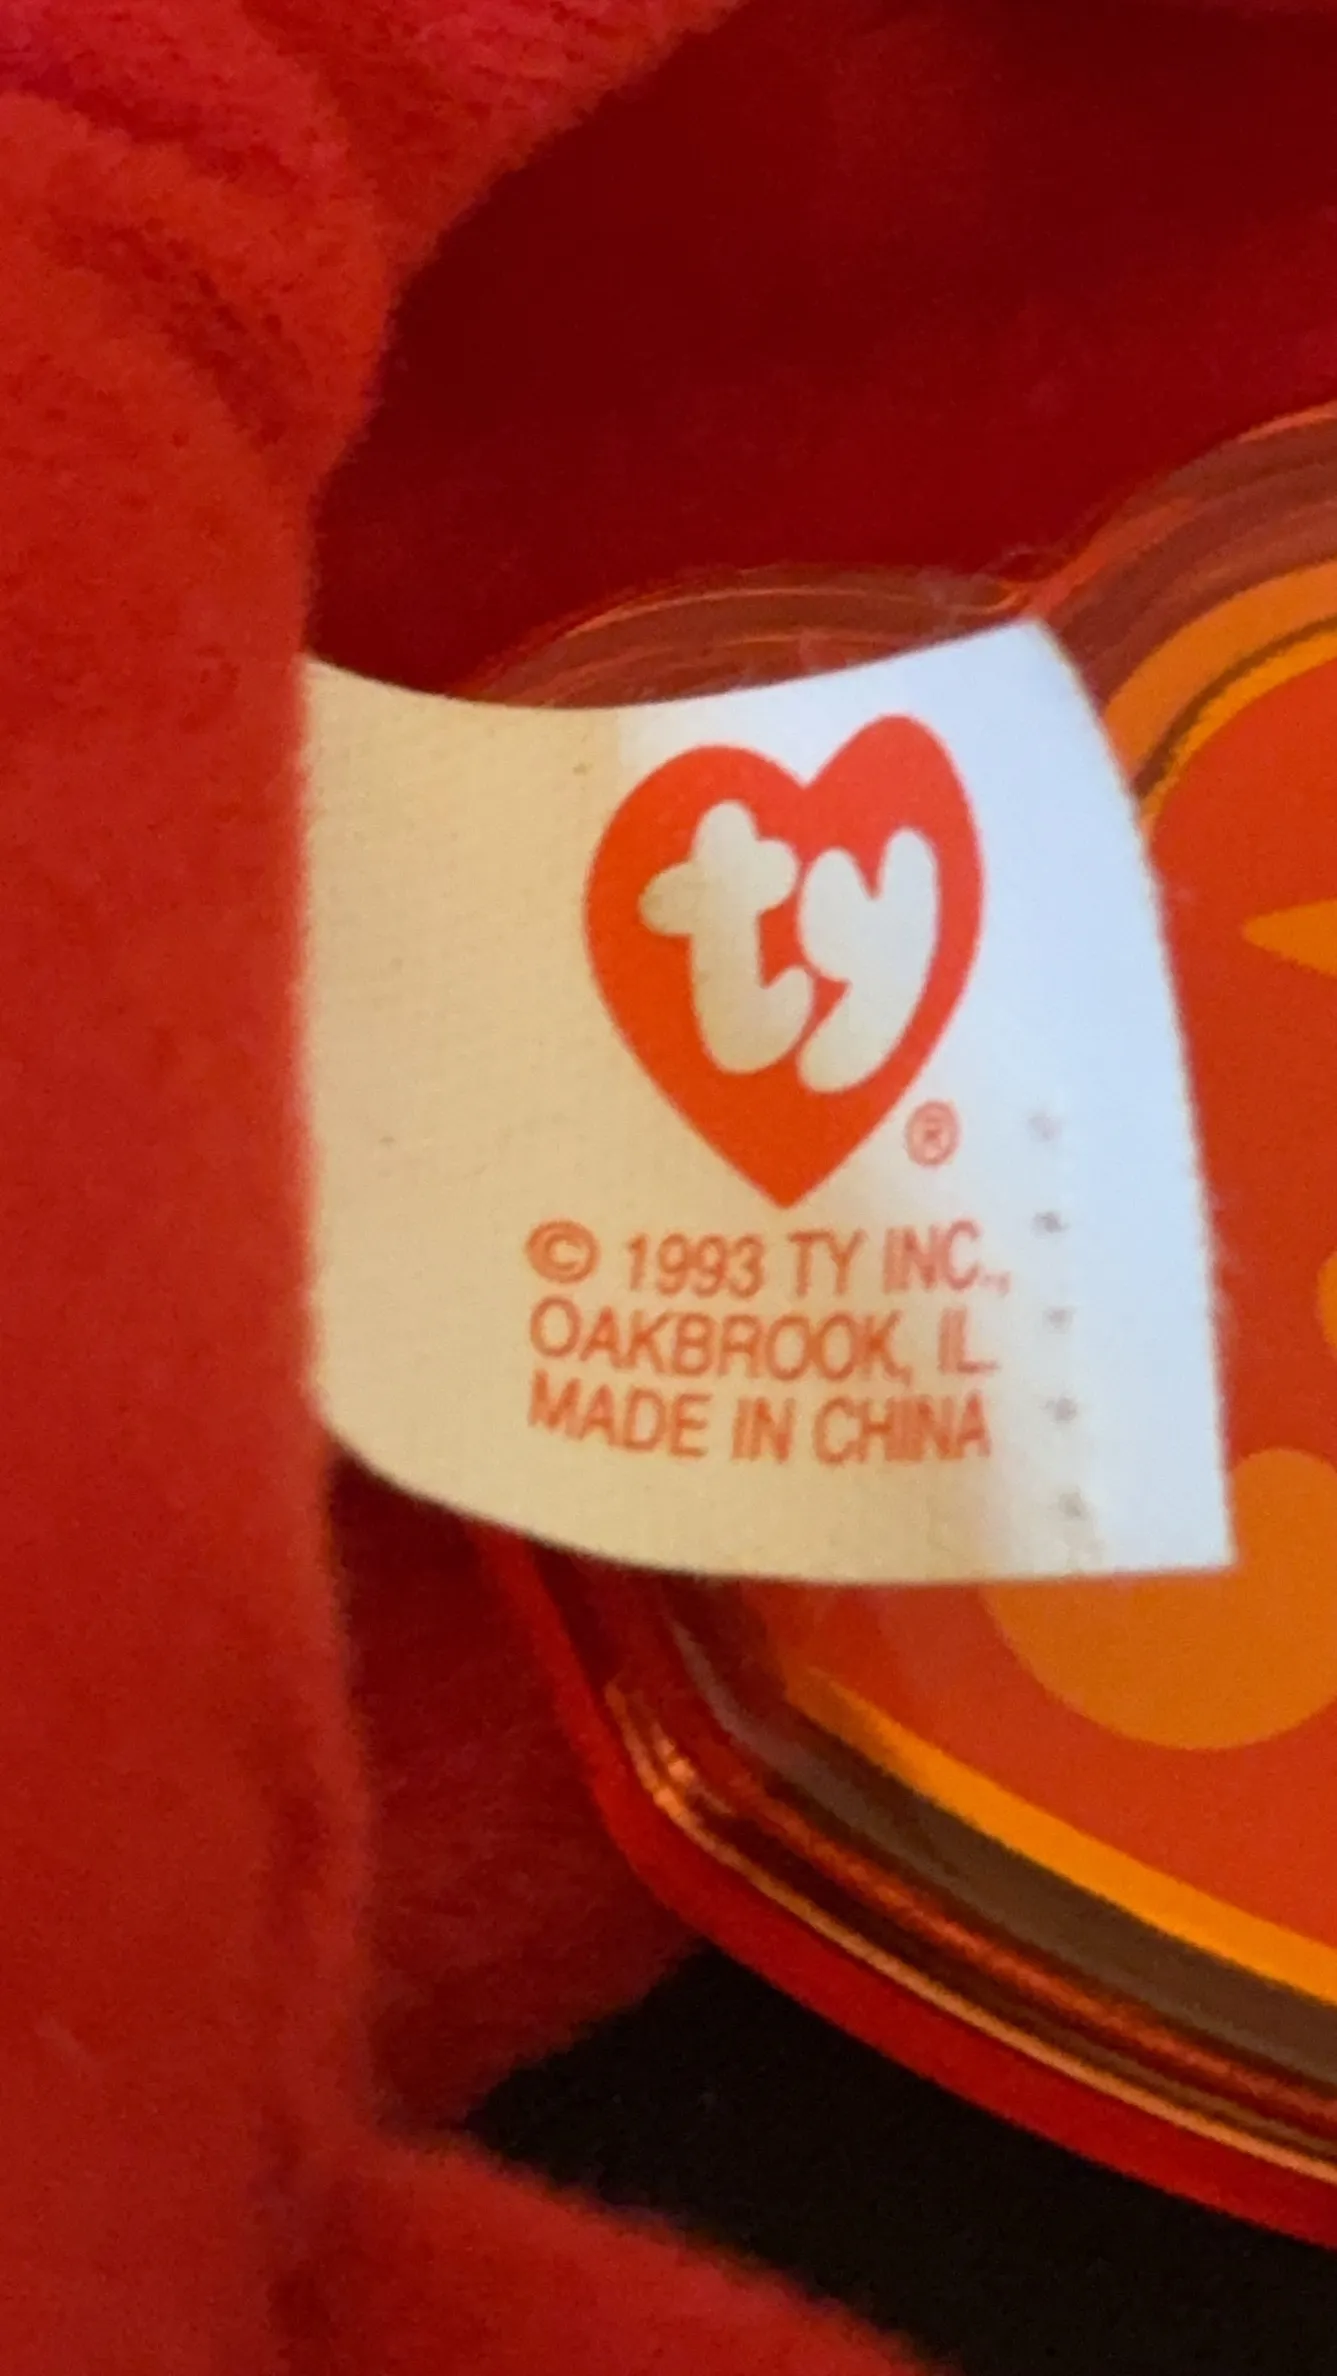 ty
®
© 1993 TY INC.,
OAKBROOK, IL.
MADE IN CHINA